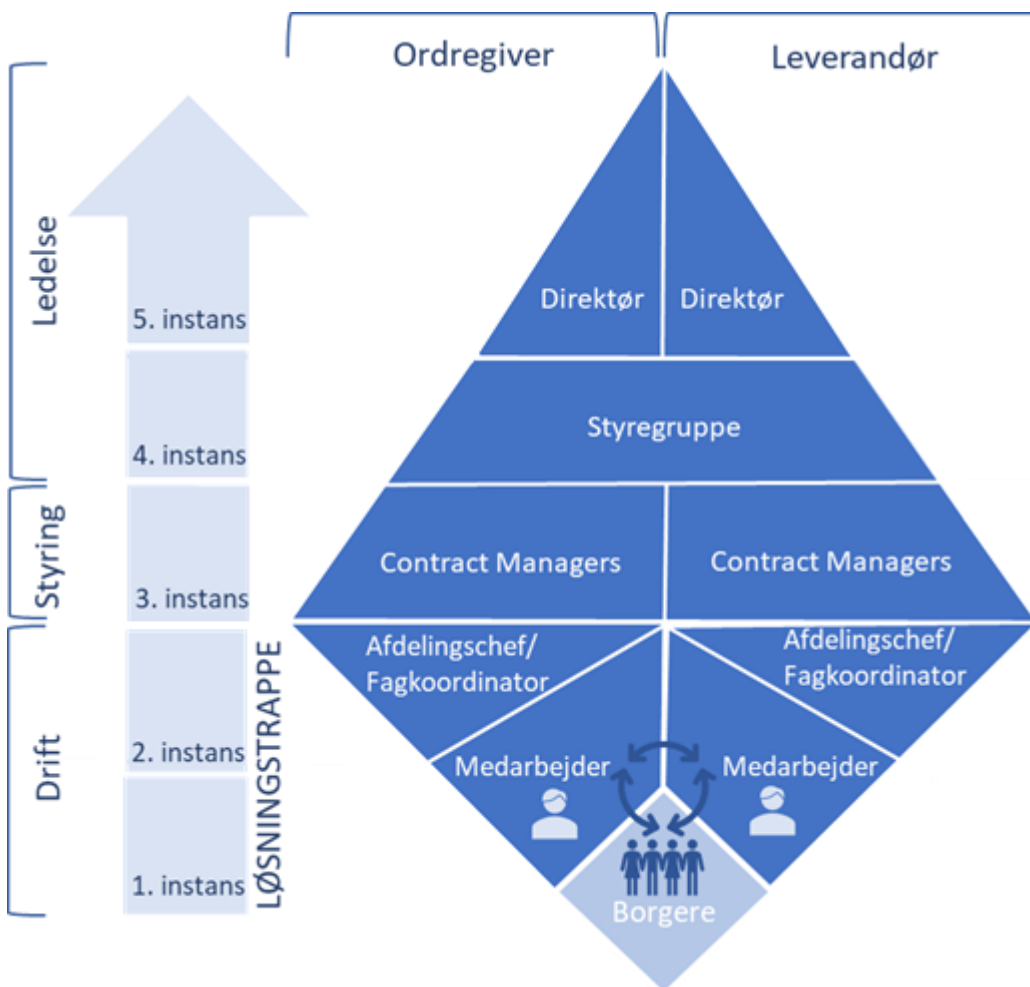 Ordregiver
Leverandør
Ledelse
Styring
Drift
5. instans
4. instans
3. instans
2. instans
1. instans
LØSNINGSTRAPPE
Direktør
Direktør
Styregruppe
Contract Managers
Contract Managers
Afdelingschef/
Fagkoordinator
Afdelingschef/
Fagkoordinator
Medarbejder
Medarbejder
Borgere